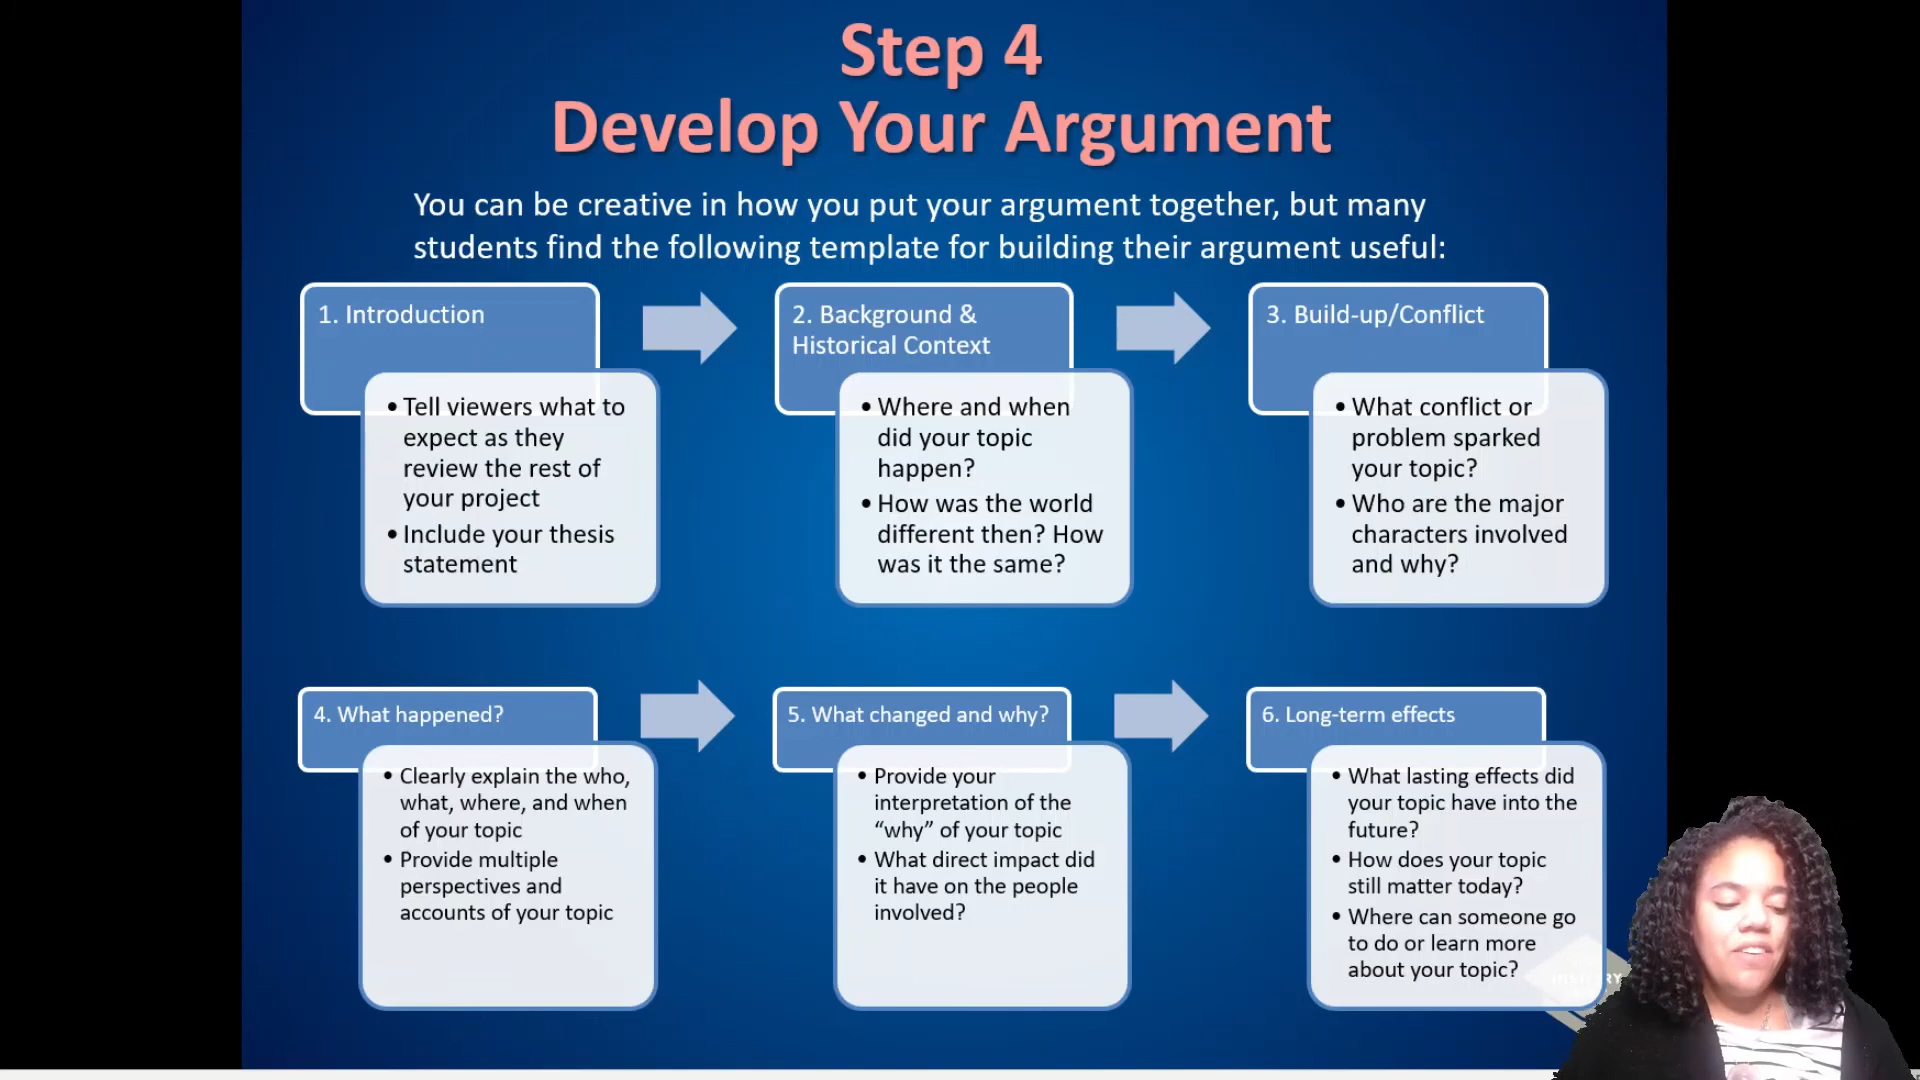 Step 4
Develop Your Argument
You can be creative in how you put your argument together, but many
students find the following template for building their argument useful:
1. Introduction
• Tell viewers what to
expect as they
review the rest of
your project
• Include your thesis
statement
2. Background &
Historical Context
• Where and when
did your topic
happen?
• How was the world
different then? How
was it the same?
3. Build-up/Conflict
• What conflict or
problem sparked
your topic?
• Who are the major
characters involved
and why?
4. What happened?
• Clearly explain the who,
what, where, and when
of your topic
• Provide multiple
perspectives and
accounts of your topic
5. What changed and why?
• Provide your
interpretation of the
“why” of your topic
• What direct impact did
it have on the people
involved?
6. Long-term effects
• What lasting effects did
your topic have into the
future?
• How does your topic
still matter today?
• Where can someone go
to do or learn more
about your topic?